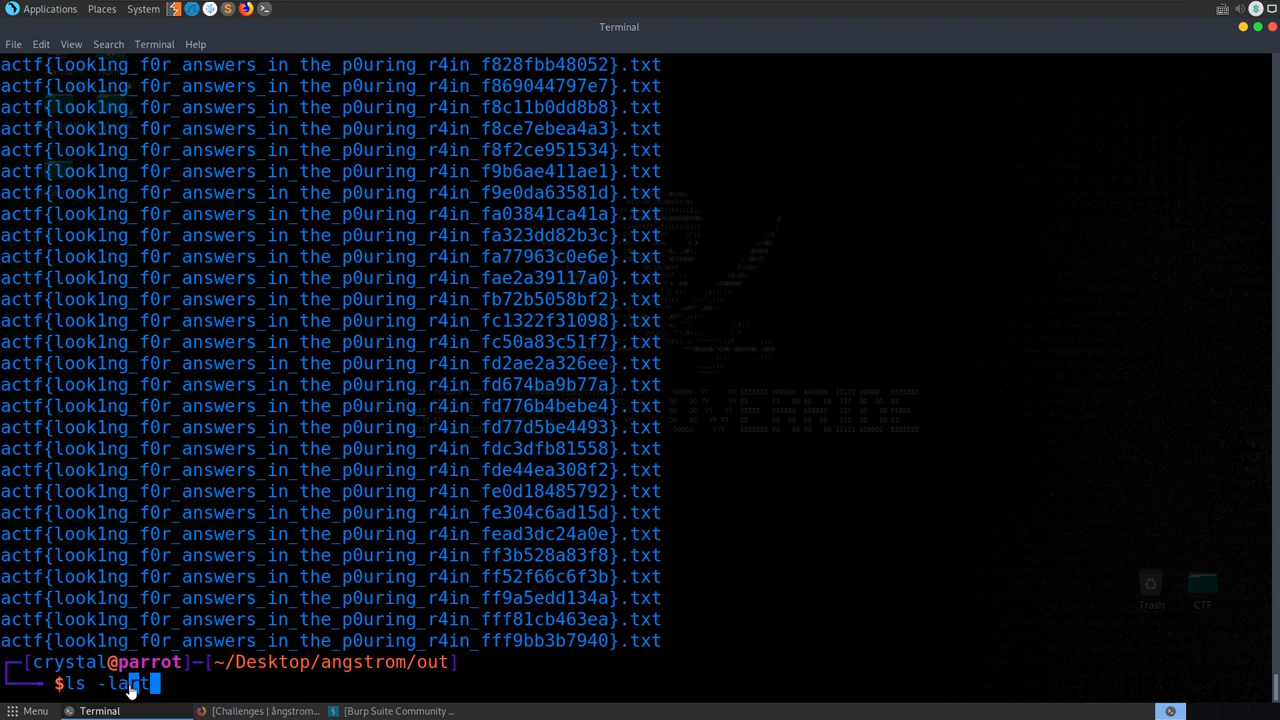 Applications Places System
Terminal
File Edit View Search Terminal Help
actf{look1ng_f0r_answers_in_the_p0uring_r4in_f828fbb48052}.txt
actf{look1ng_f0r_answers_in_the_p0uring_r4in_f869044797e7}.txt
actf{look1ng_f0r_answers_in_the_p0uring_r4in_f8c11b0dd8b8}.txt
actf{look1ng_f0r_answers_in_the_p0uring_r4in_f8ce7ebea4a3}.txt
actf{look1ng_f0r_answers_in_the_p0uring_r4in_f8f2ce951534}.txt
actf{look1ng_f0r_answers_in_the_p0uring_r4in_f9b6ae411ae1}.txt
actf{look1ng_f0r_answers_in_the_p0uring_r4in_f9e0da63581d}.txt
actf{look1ng_f0r_answers_in_the_p0uring_r4in_fa03841ca41a}.txt
actf{look1ng_f0r_answers_in_the_p0uring_r4in_fa323dd82b3c}.txt
actf{look1ng_f0r_answers_in_the_p0uring_r4in_fa77963c0e6e}.txt
actf{look1ng_f0r_answers_in_the_p0uring_r4in_fae2a39117a0}.txt
actf{look1ng_f0r_answers_in_the_p0uring_r4in_fb72b5058bf2}.txt
actf{look1ng_f0r_answers_in_the_p0uring_r4in_fc1322f31098}.txt
actf{look1ng_f0r_answers_in_the_p0uring_r4in_fc50a83c51f7}.txt
actf{look1ng_f0r_answers_in_the_p0uring_r4in_fd2ae2a326ee}.txt
actf{look1ng_f0r_answers_in_the_p0uring_r4in_fd674ba9b77a}.txt
actf{look1ng_f0r_answers_in_the_p0uring_r4in_fd776b4bebe4}.txt
actf{look1ng_f0r_answers_in_the_p0uring_r4in_fd77d5be4493}.txt
actf{look1ng_f0r_answers_in_the_p0uring_r4in_fdc3dfb81558}.txt
actf{look1ng_f0r_answers_in_the_p0uring_r4in_fde44ea308f2}.txt
actf{look1ng_f0r_answers_in_the_p0uring_r4in_fe0d18485792}.txt
actf{look1ng_f0r_answers_in_the_p0uring_r4in_fe304c6ad15d}.txt
actf{look1ng_f0r_answers_in_the_p0uring_r4in_fead3dc24a0e}.txt
actf{look1ng_f0r_answers_in_the_p0uring_r4in_ff3b528a83f8}.txt
actf{look1ng_f0r_answers_in_the_p0uring_r4in_ff52f66c6f3b}.txt
actf{look1ng_f0r_answers_in_the_p0uring_r4in_ff9a5edd134a}.txt
actf{look1ng_f0r_answers_in_the_p0uring_r4in_fff81cb463ea}.txt
actf{look1ng_f0r_answers_in_the_p0uring_r4in_fff9bb3b7940}.txt
┌─[crystal@parrot]─[~/Desktop/angstrom/out]
└──╼ $ls -lart
Trash CTF
Menu Terminal [Challenges | ångstrom... [Burp Suite Community ...